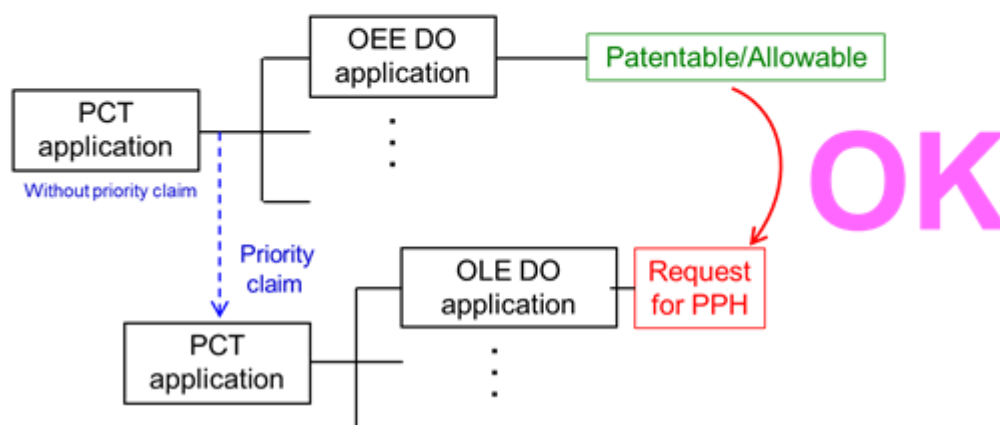 OEE DO
application
Patentable/Allowable
PCT
application
Without priority claim
OK
Priority
claim
OLE DO
application
Request
for PPH
PCT
application